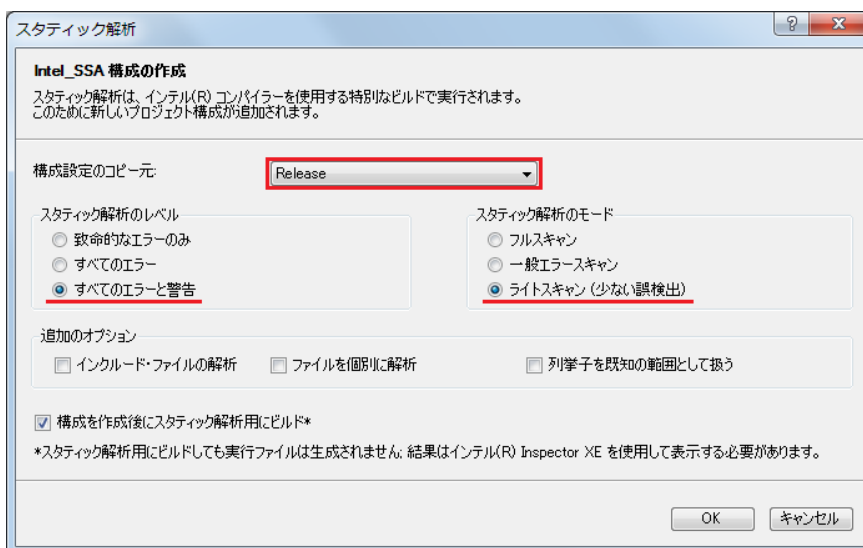 スタティック解析
Intel_SSA 構成の作成
スタティック解析は、インテル(R) コンパイラーを使用する特別なビルドで実行されます。
このために新しいプロジェクト構成が追加されます。
構成設定のコピー元:
Release
スタティック解析のレベル
致命的なエラーのみ
すべてのエラー
すべてのエラーと警告
スタティック解析のモード
フルスキャン
一般エラースキャン
ライトスキャン (少ない誤検出)
追加のオプション
インクルード・ファイルの解析
ファイルを個別に解析
列挙子を既知の範囲として扱う
構成を作成後にスタティック解析用にビルド*
*スタティック解析用にビルドしても実行ファイルは生成されません; 結果はインテル(R) Inspector XE を使用して表示する必要があります。
OK
キャンセル